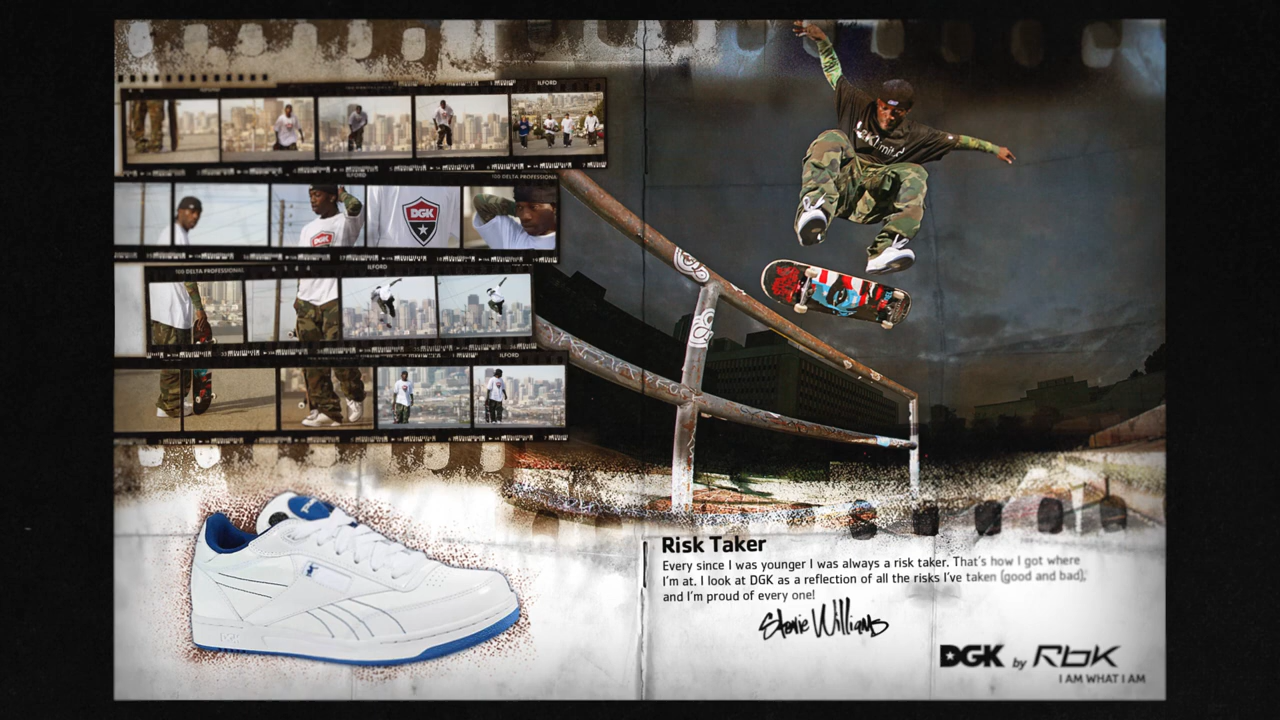 ILFORD
ILFORD
100 DELTA PROFESSIONAL
DGK
100 DELTA PROFESSIONAL
ILFORD
ILFORD
Risk Taker
Every since I was younger I was always a risk taker. That's how I got where
I'm at. I look at DGK as a reflection of all the risks I've taken (good and bad),
and I'm proud of every one!
Stevie Williams
DGK by Rbk
I AM WHAT I AM